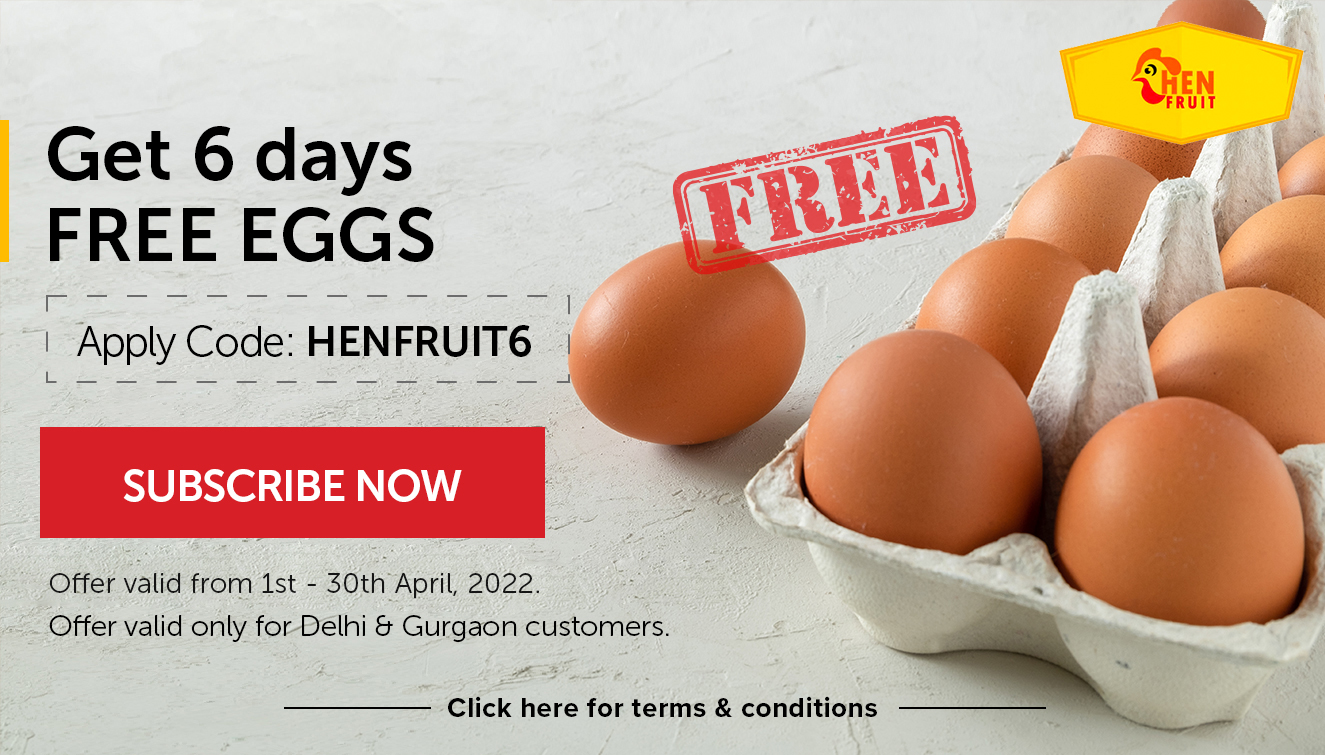 HEN
FRUIT
FREE
Get 6 days
FREE EGGS
Apply Code: HENFRUIT6
SUBSCRIBE NOW
Offer valid from 1st - 30th April, 2022.
Offer valid only for Delhi & Gurgaon customers.
Click here for terms & conditions